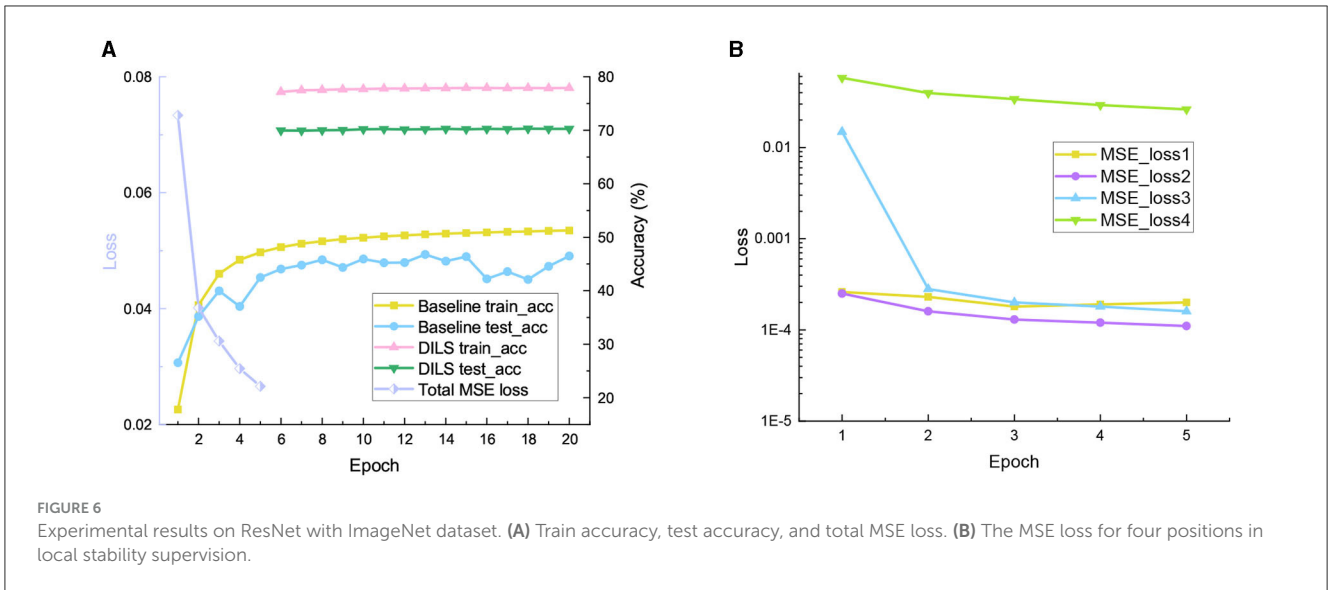 A
B
0.08
0.06
0.04
0.02
Loss
80
70
60
50
40
30
20
Accuracy (%)
Baseline train_acc
Baseline test_acc
DILS train_acc
DILS test_acc
Total MSE loss
2 4 6 8 10 12 14 16 18 20
Epoch
0.01
0.001
1E-4
1E-5
Loss
MSE_loss1
MSE_loss2
MSE_loss3
MSE_loss4
1 2 3 4 5
Epoch
FIGURE 6
Experimental results on ResNet with ImageNet dataset. (A) Train accuracy, test accuracy, and total MSE loss. (B) The MSE loss for four positions in
local stability supervision.